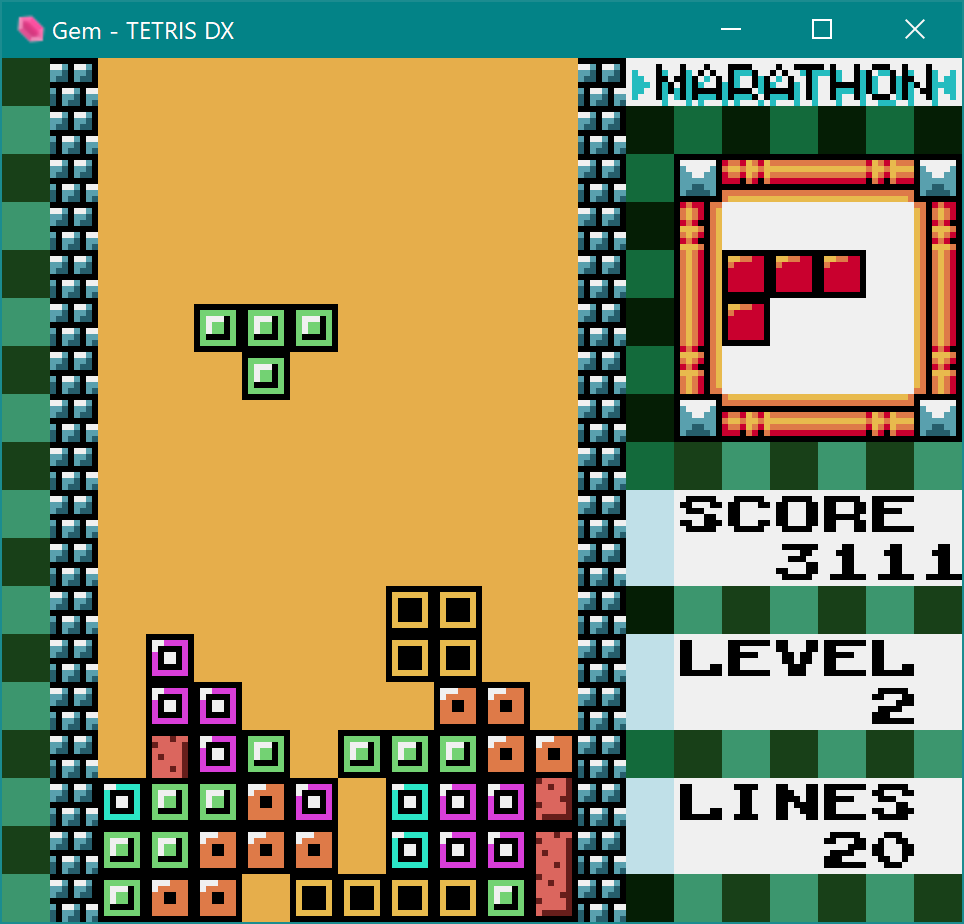 Gem - TETRIS DX
MARATHON
SCORE
3111
LEVEL
2
LINES
20